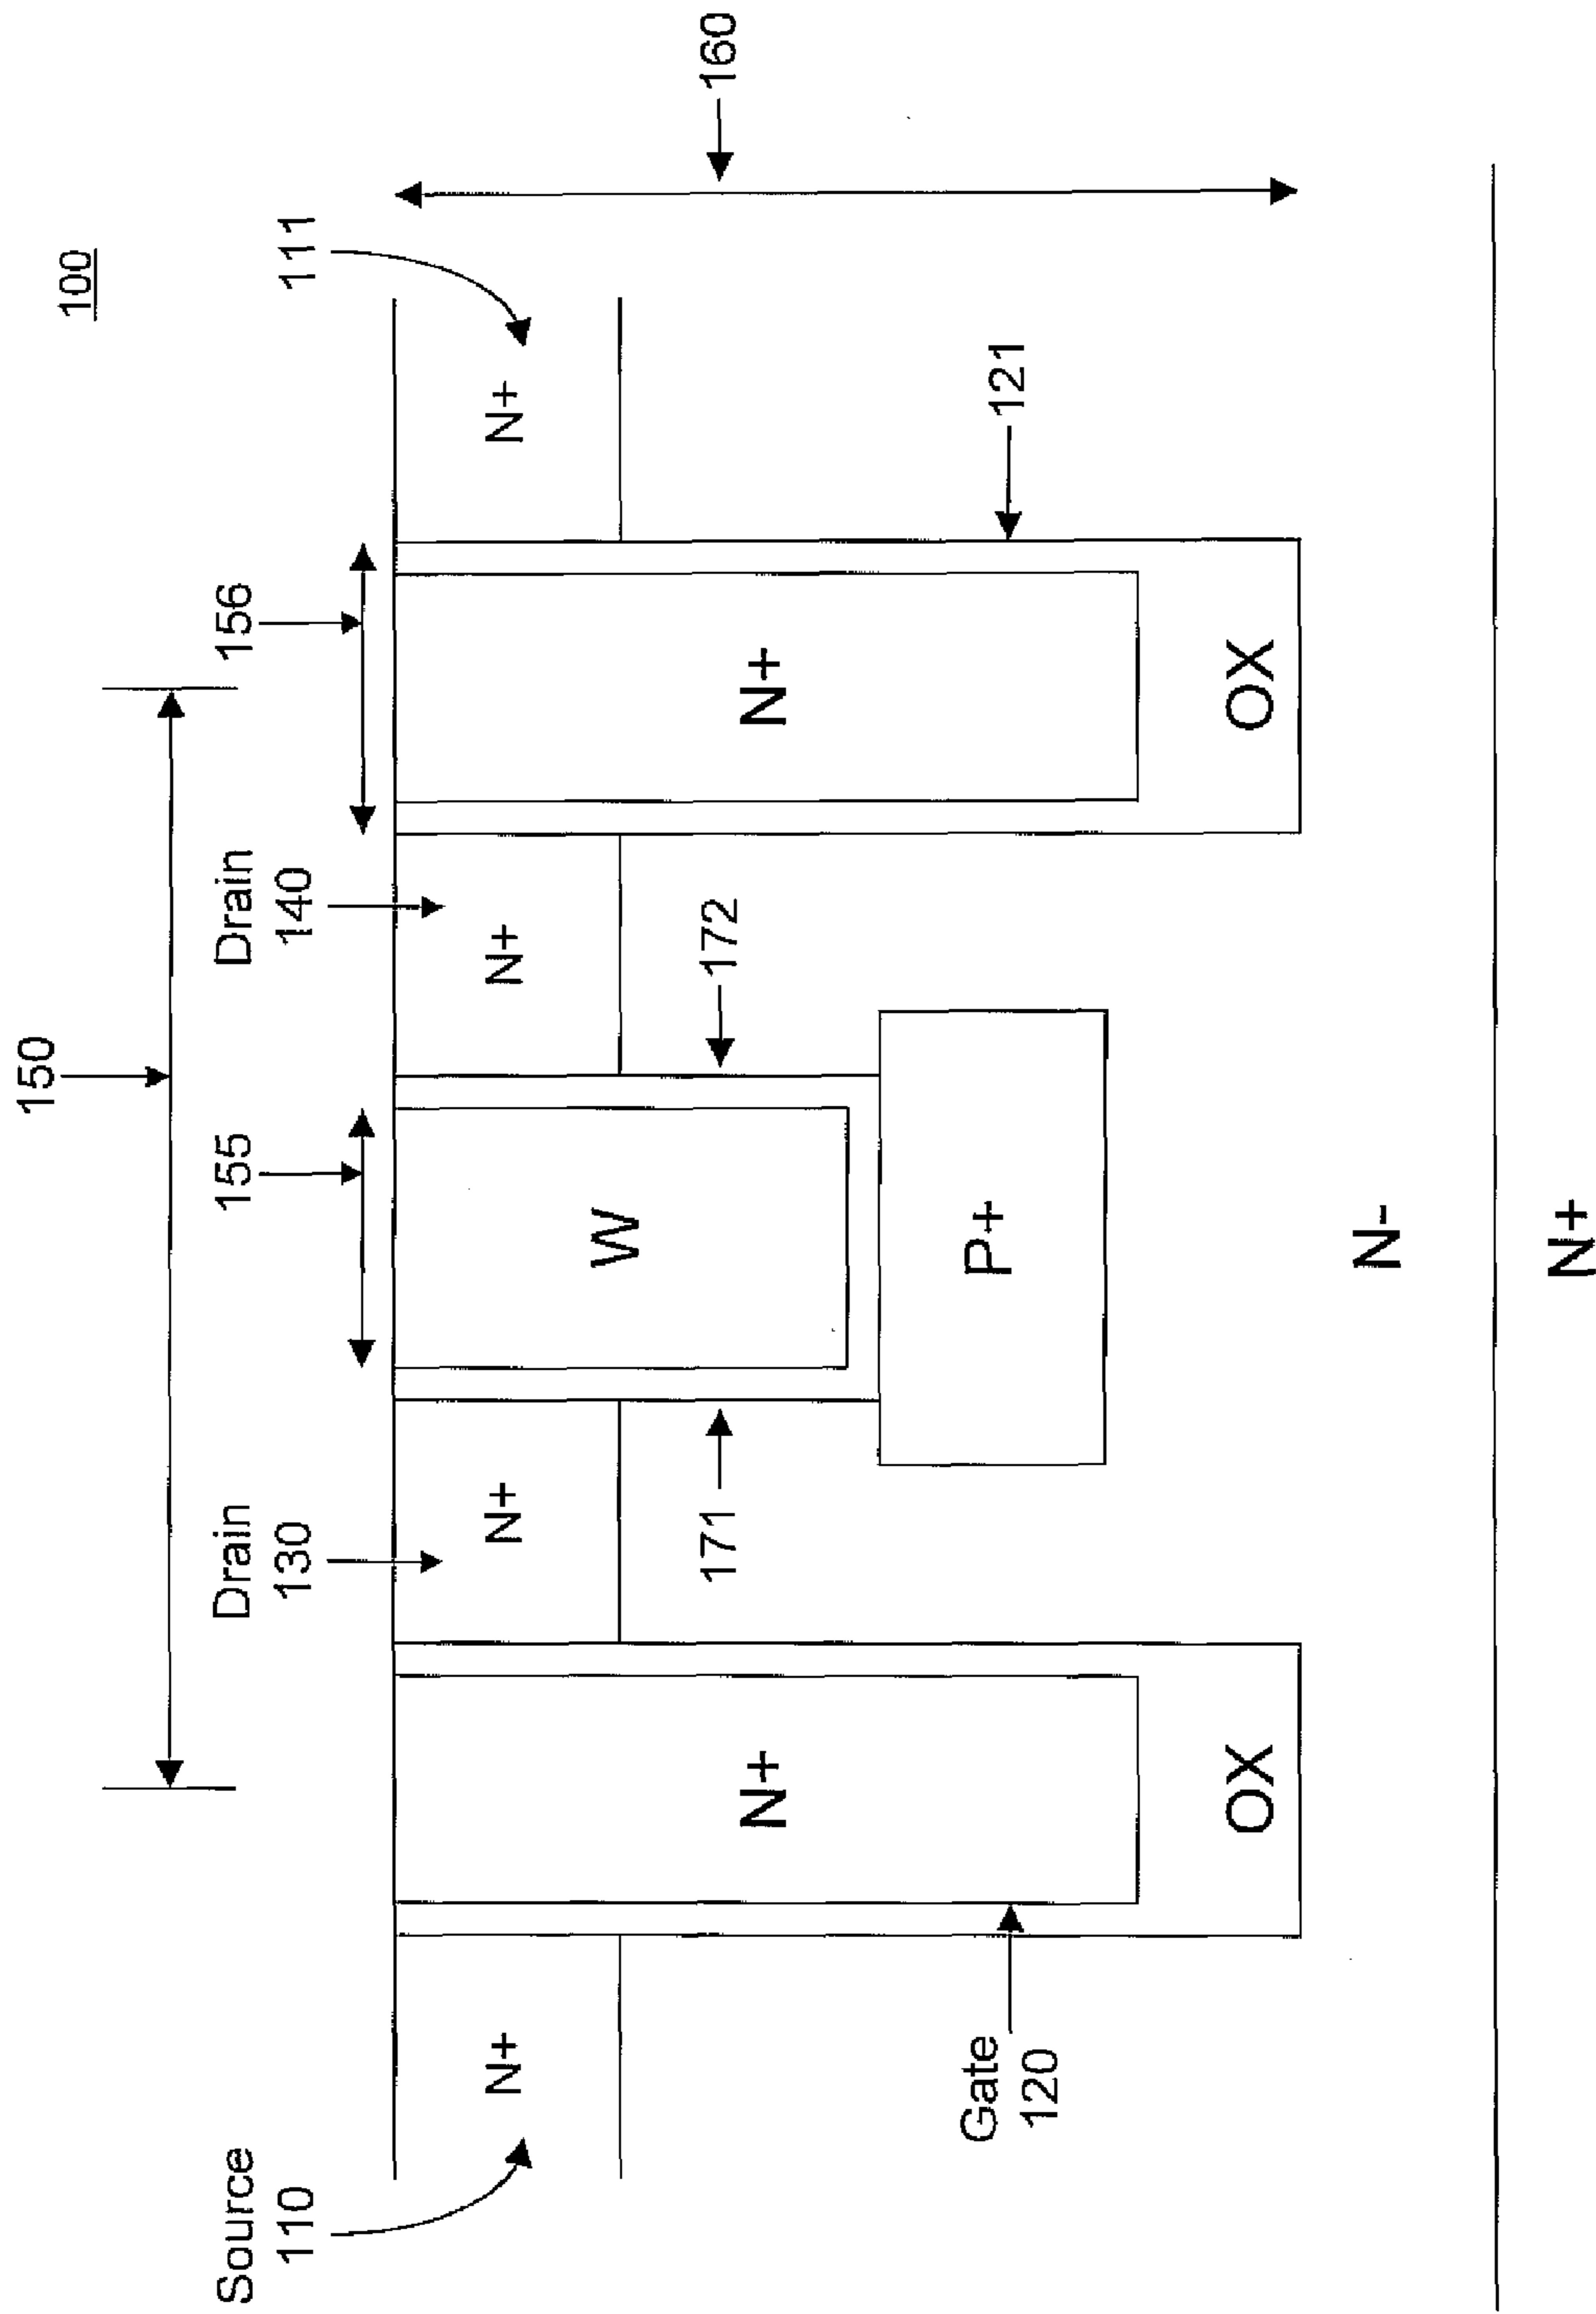 100
150
Source
110
Drain
130
155
Drain
140
156
111
N+
N+
N+
N+
160
W
171
172
N+
N+
Gate
120
P+
121
OX
OX
N-
N+